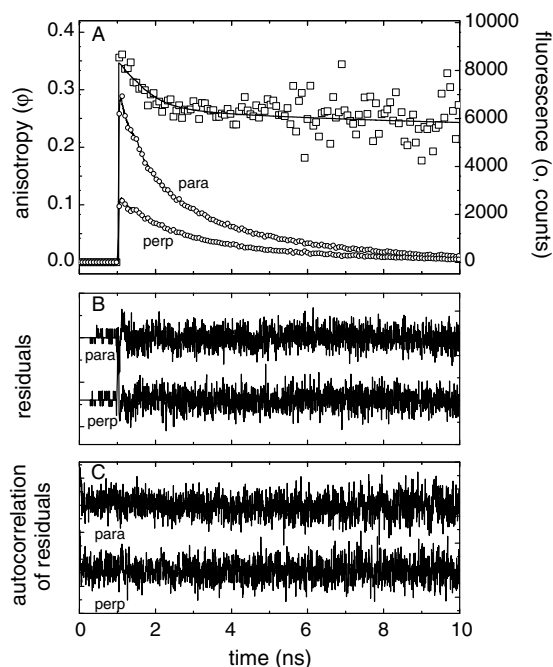 A
0.4
0.3
0.2
0.1
0.0
anisotropy (φ)
10000
8000
6000
4000
2000
0
fluorescence (o, counts)
para
perp
B
residuals
para
perp
C
autocorrelation
of residuals
para
perp
0 2 4 6 8 10
time (ns)